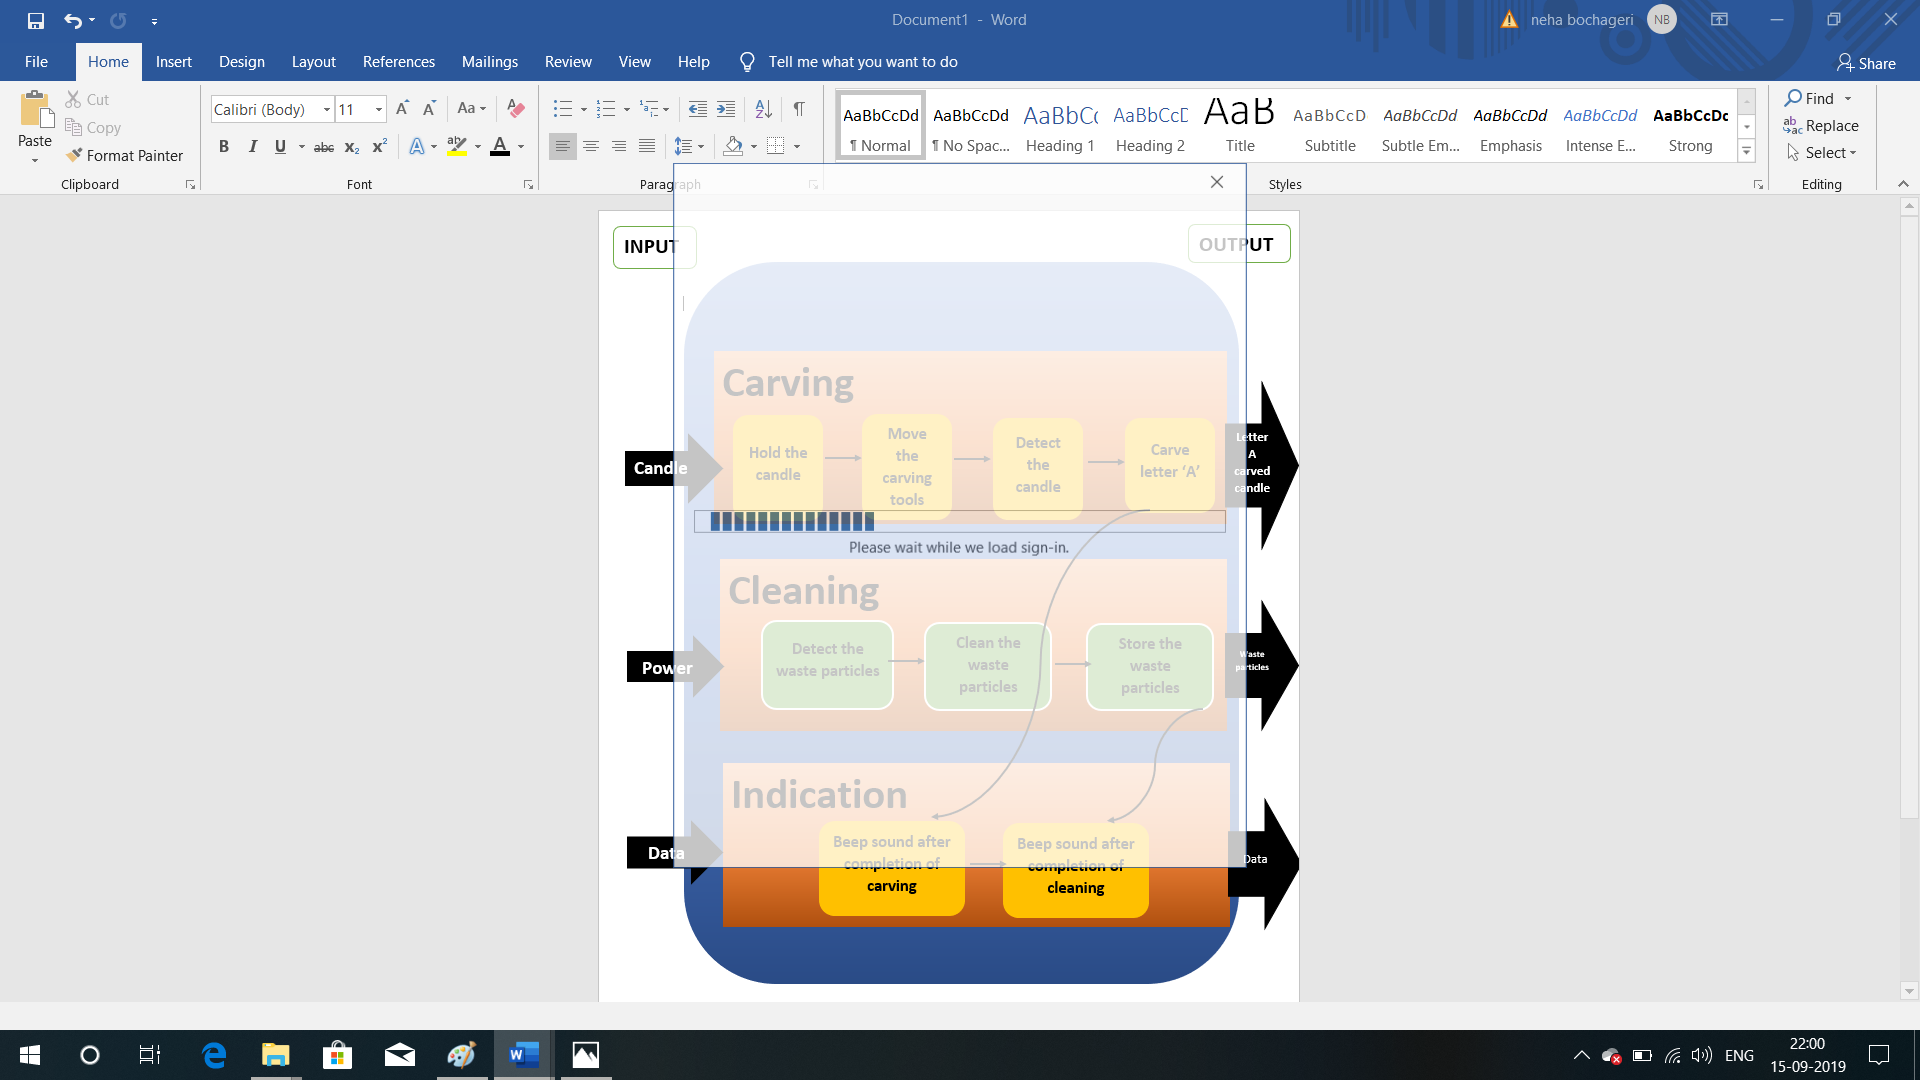 Document1 - Word
neha bochageri
NB
File
Home
Insert
Design
Layout
References
Mailings
Review
View
Help
Tell me what you want to do
Share
Paste
Cut
Copy
Format Painter
Clipboard
Calibri (Body)
11
Aa
B I U abc x₂ x²
A
ab
A
Font
Paragraph
AaBbCcDd
¶ Normal
AaBbCcDd
¶ No Spac...
AaBbCc
Heading 1
AaBbCcD
Heading 2
AaB
Title
AaBbCcD
Subtitle
AaBbCcDd
Subtle Em...
AaBbCcDd
Emphasis
AaBbCcDd
Intense E...
AaBbCcDc
Strong
Styles
Find
Replace
Select
Editing
INPUT
OUTPUT
Carving
Candle
Hold the
candle
Move
the
carving
tools
Detect
the
candle
Carve
letter ‘A’
Letter
A
carved
candle
Please wait while we load sign-in.
Cleaning
Power
Detect the
waste particles
Clean the
waste
particles
Store the
waste
particles
Waste
particles
Indication
Data
Beep sound after
completion of
carving
Beep sound after
completion of
cleaning
Data
ENG
22:00
15-09-2019